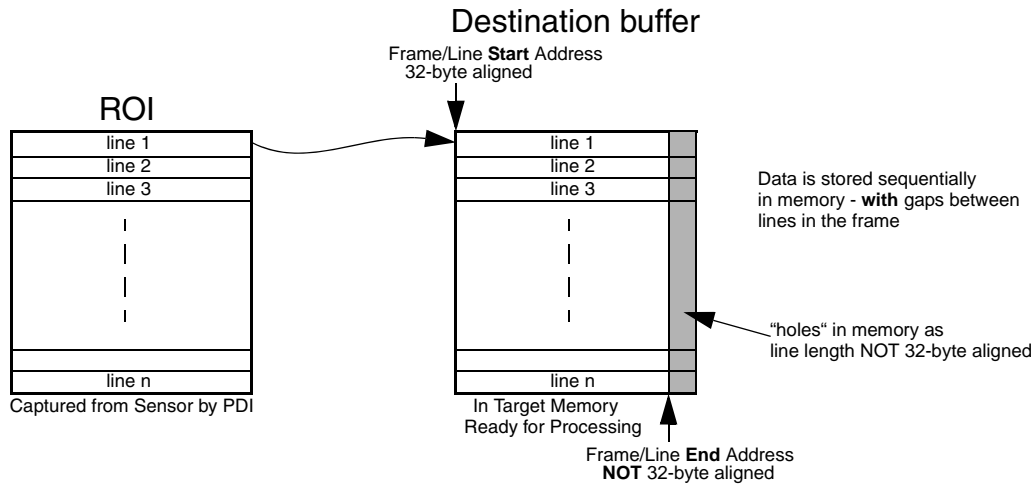 Destination buffer
Frame/Line Start Address
32-byte aligned
ROI
line 1
line 2
line 3
line n
Captured from Sensor by PDI
line 1
line 2
line 3
line n
In Target Memory
Ready for Processing
Data is stored sequentially
in memory - with gaps between
lines in the frame
“holes“ in memory as
line length NOT 32-byte aligned
Frame/Line End Address
NOT 32-byte aligned